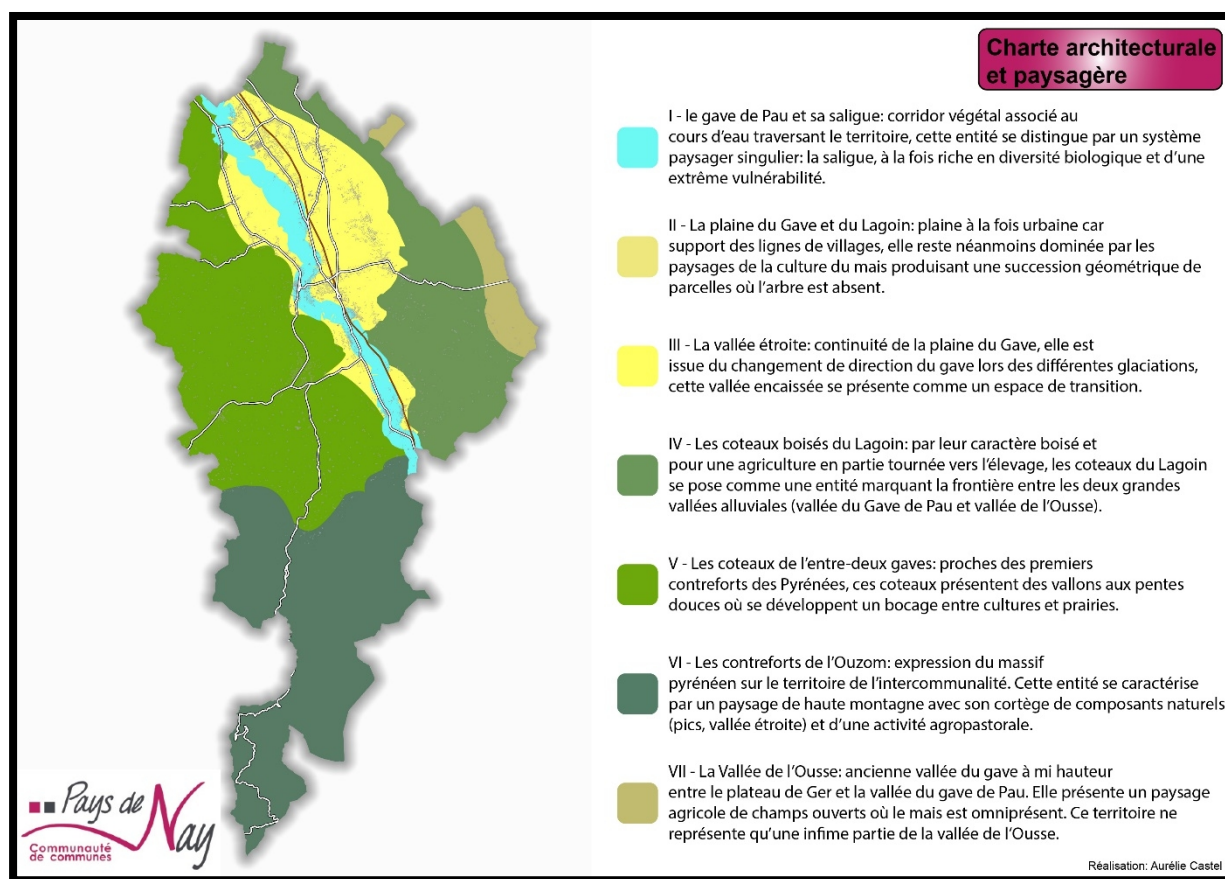 Charte architecturale
et paysagère
I - le gave de Pau et sa saligue: corridor végétal associé au
cours d'eau traversant le territoire, cette entité se distingue par un système
paysager singulier: la saligue, à la fois riche en diversité biologique et d'une
extrême vulnérabilité.
II - La plaine du Gave et du Lagoin: plaine à la fois urbaine car
support des lignes de villages, elle reste néanmoins dominée par les
paysages de la culture du mais produisant une succession géométrique de
parcelles où l'arbre est absent.
III - La vallée étroite: continuité de la plaine du Gave, elle est
issue du changement de direction du gave lors des différentes glaciations,
cette vallée encaissée se présente comme un espace de transition.
IV - Les coteaux boisés du Lagoin: par leur caractère boisé et
pour une agriculture en partie tournée vers l'élevage, les coteaux du Lagoin
se pose comme une entité marquant la frontière entre les deux grandes
vallées alluviales (vallée du Gave de Pau et vallée de l'Ousse).
V - Les coteaux de l'entre-deux gaves: proches des premiers
contreforts des Pyrénées, ces coteaux présentent des vallons aux pentes
douces où se développent un bocage entre cultures et prairies.
VI - Les contreforts de l'Ouzom: expression du massif
pyrénéen sur le territoire de l'intercommunalité. Cette entité se caractérise
par un paysage de haute montagne avec son cortège de composants naturels
(pics, vallée étroite) et d'une activité agropastorale.
VII - La Vallée de l'Ousse: ancienne vallée du gave à mi hauteur
entre le plateau de Ger et la vallée du gave de Pau. Elle présente un paysage
agricole de champs ouverts où le mais est omniprésent. Ce territoire ne
représente qu'une infime partie de la vallée de l'Ousse.
Pays de
Nay
Communauté
de communes
Réalisation: Aurélie Castel